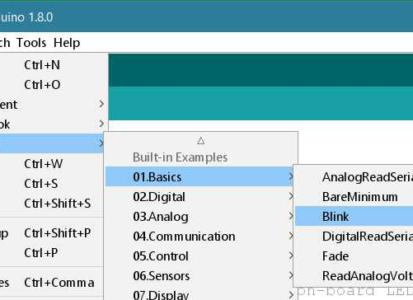 uino 1.8.0
ch Tools Help
Ctrl+N
Ctrl+O
ent
ok
Ctrl+W
Ctrl+S
Ctrl+Shift+S
up Ctrl+Shift+P
Ctrl+P
es Ctrl+Comma
Built-in Examples
01.Basics
02.Digital
03.Analog
04.Communication
05.Control
06.Sensors
07.Display
AnalogReadSeria
BareMinimum
Blink
DigitalReadSeria
Fade
ReadAnalogVolt
on-board LED